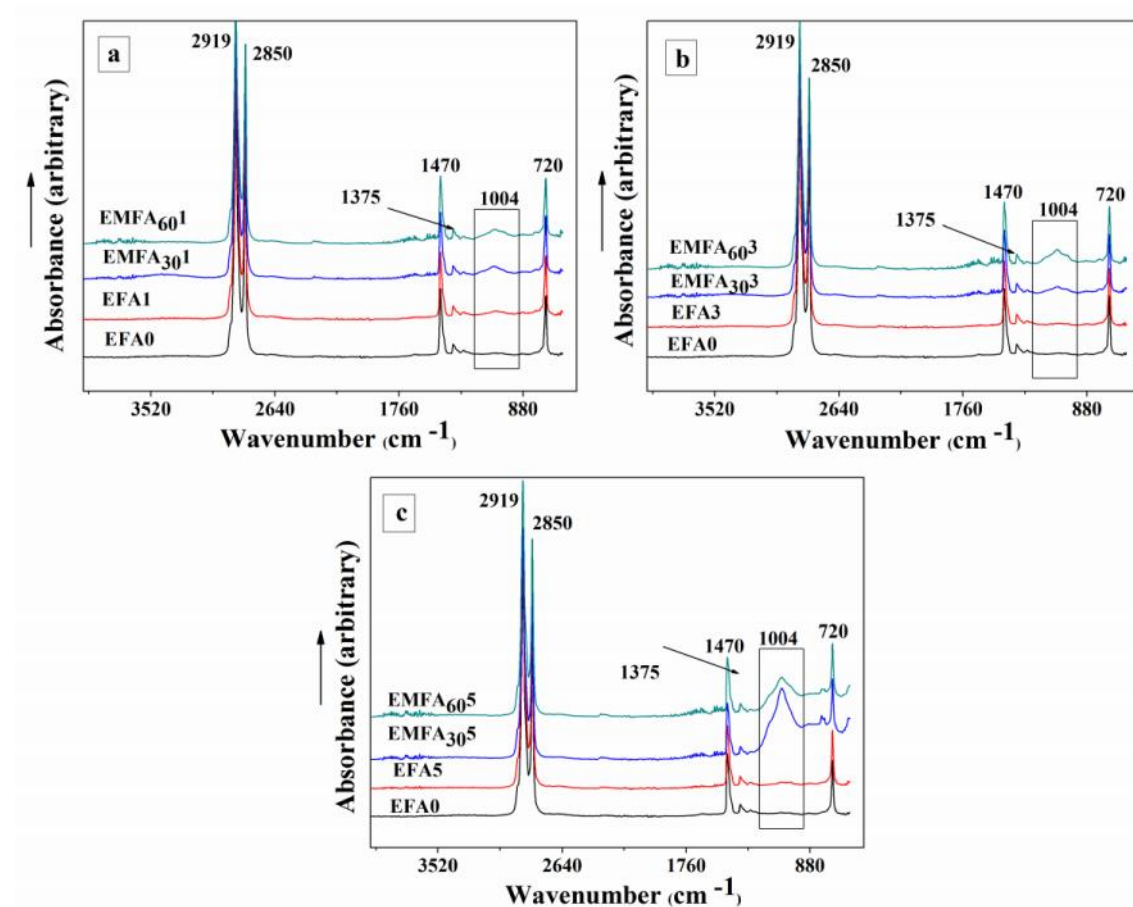 a
2919
2850
1470
720
1375
1004
EMFA601
EMFA301
EFA1
EFA0
Absorbance (arbitrary)
3520 2640 1760 880
Wavenumber (cm -1)
b
2919
2850
1470
720
1375
1004
EMFA603
EMFA303
EFA3
EFA0
Absorbance (arbitrary)
3520 2640 1760 880
Wavenumber (cm -1)
c
2919
2850
1470 1004 720
1375
EMFA605
EMFA305
EFA5
EFA0
Absorbance (arbitrary)
3520 2640 1760 880
Wavenumber (cm -1)